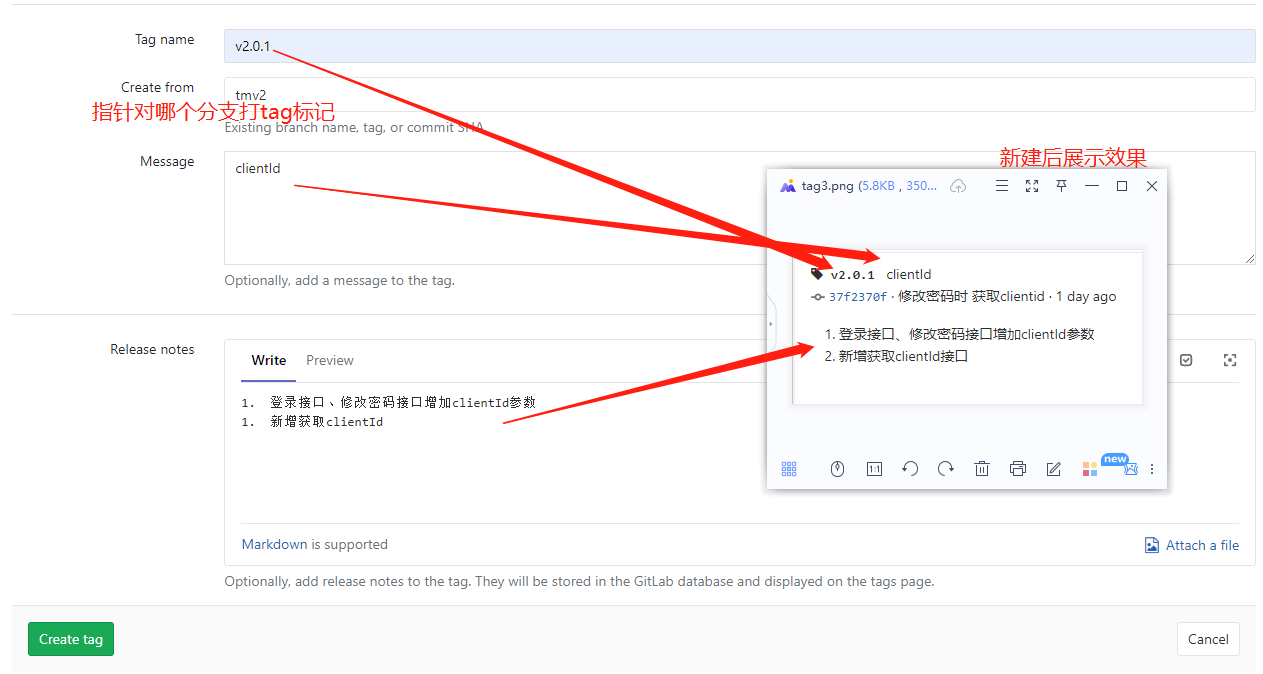 Tag name
v2.0.1
Create from
tmv2
指针对哪个分支打tag标记
Existing branch name, tag, or commit SHA
Message
clientId
新建后展示效果
tag3.png (5.8KB , 350...
v2.0.1 clientId
37f2370f · 修改密码时 获取clientid · 1 day ago
1. 登录接口、修改密码接口增加clientId参数
2. 新增获取clientId接口
1:1
new
Optionally, add a message to the tag.
Release notes
Write Preview
1. 登录接口、修改密码接口增加clientId参数
1. 新增获取clientId
Markdown is supported
Attach a file
Optionally, add release notes to the tag. They will be stored in the GitLab database and displayed on the tags page.
Create tag
Cancel